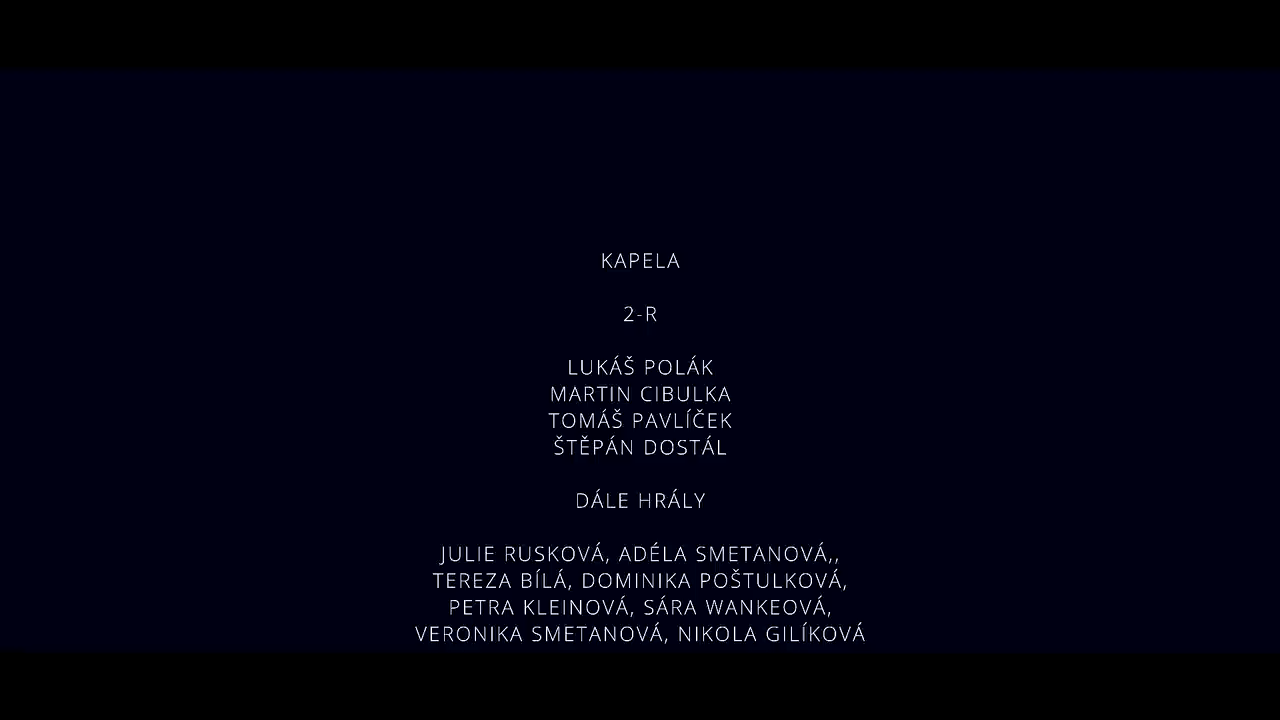 KAPELA
2-R
LUKÁŠ POLÁK
MARTIN CIBULKA
TOMÁŠ PAVLÍČEK
ŠTĚPÁN DOSTÁL
DÁLE HRÁLY
JULIE RUSKOVÁ, ADÉLA SMETANOVÁ,,
TEREZA BÍLÁ, DOMINIKA POŠTULKOVÁ,
PETRA KLEINOVÁ, SÁRA WANKEOVÁ,
VERONIKA SMETANOVÁ, NIKOLA GILÍKOVÁ